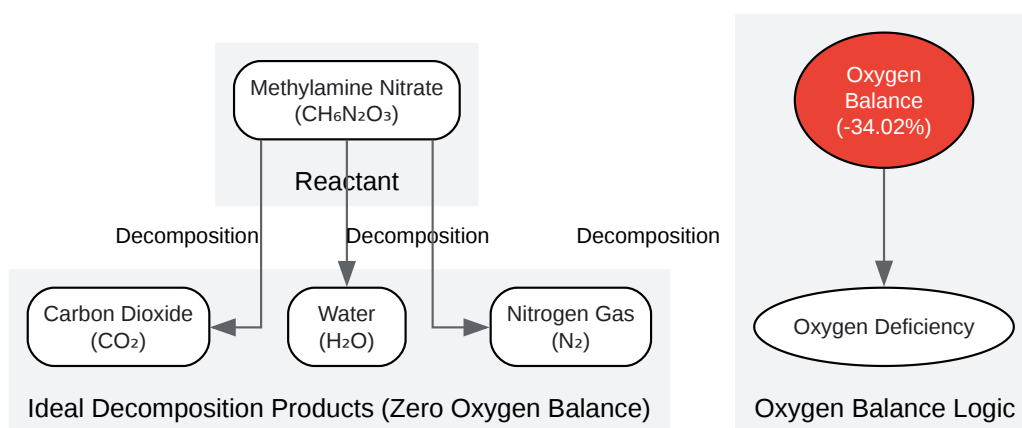 Methylamine Nitrate
(CH₆N₂O₃)
Reactant
Decomposition
Decomposition
Decomposition
Carbon Dioxide
(CO₂)
Water
(H₂O)
Nitrogen Gas
(N₂)
Ideal Decomposition Products (Zero Oxygen Balance)
Oxygen
Balance
(-34.02%)
Oxygen Deficiency
Oxygen Balance Logic